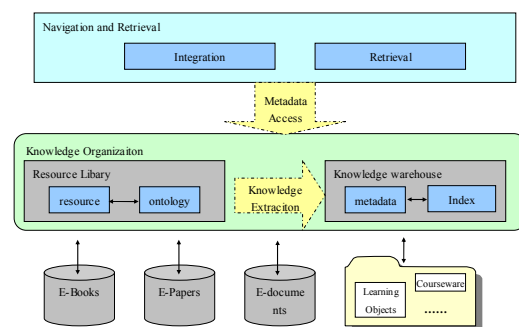 Navigation and Retrieval
Integration
Retrieval
Metadata
Access
Knowledge Organizaiton
Resource Libary
resource
ontology
Knowledge
Extraciton
Knowledge warehouse
metadata
Index
E-Books
E-Papers
E-docume
nts
Learning
Objects
Courseware
......